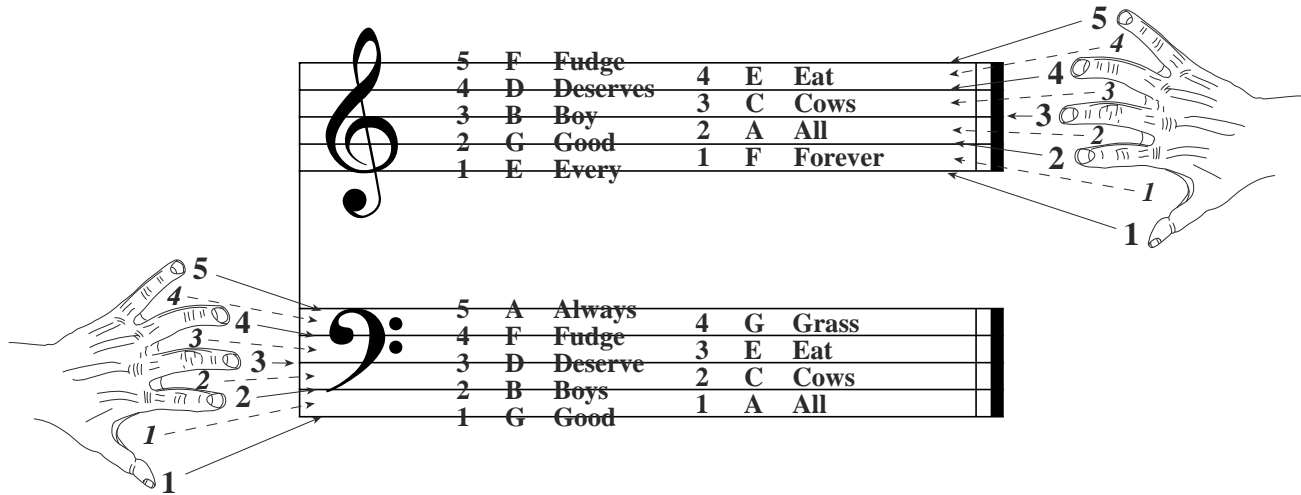 5 F Fudge
4 E Eat
4 D Deserves
3 C Cows
3 B Boy
2 A All
2 G Good
1 F Forever
1 E Every
5
4
4
3
3
2
2
1
1
5 A Always
4 G Grass
4 F Fudge
3 E Eat
3 D Deserve
2 C Cows
2 B Boys
1 A All
1 G Good
5
4
4
3
3
2
2
1
1